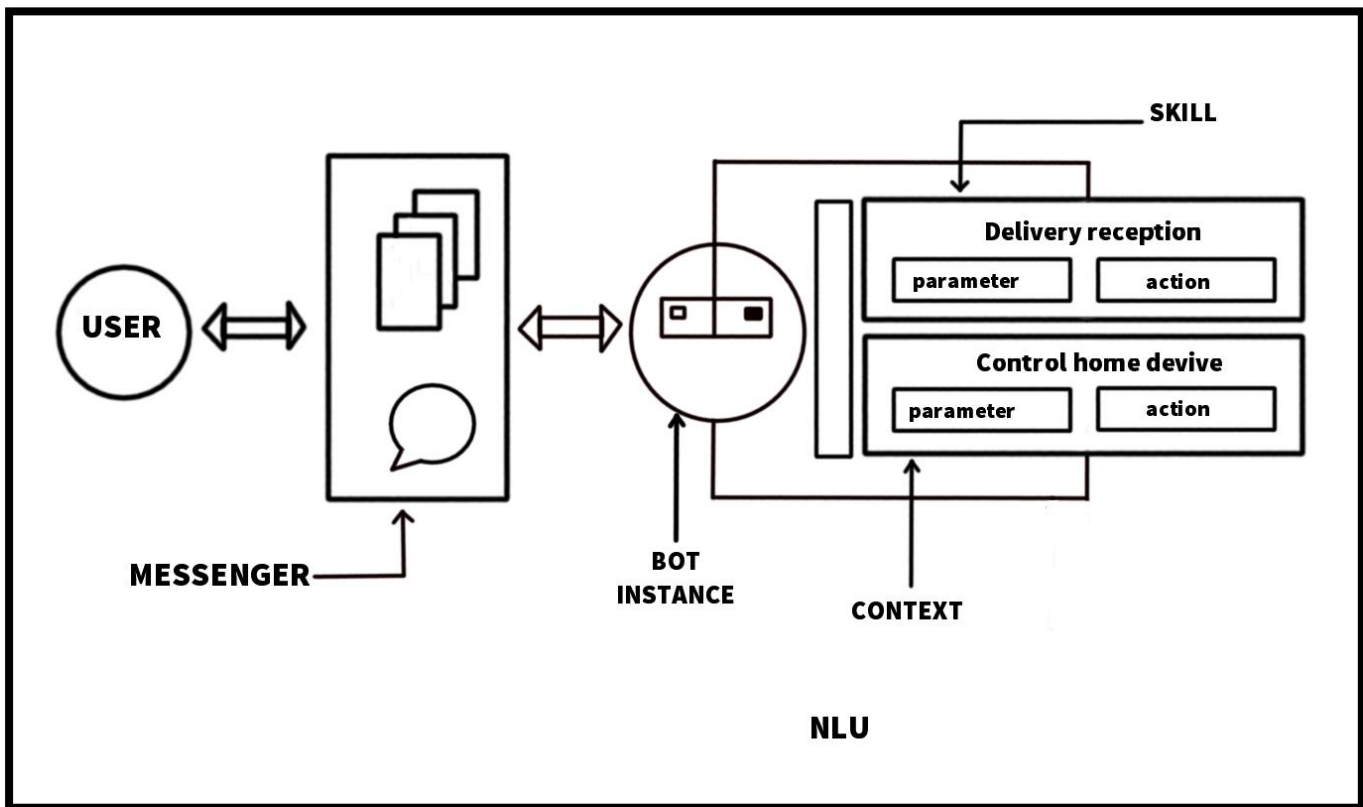 SKILL
Delivery reception
parameter
action
USER
Control home devive
parameter
action
MESSENGER
BOT
INSTANCE
CONTEXT
NLU